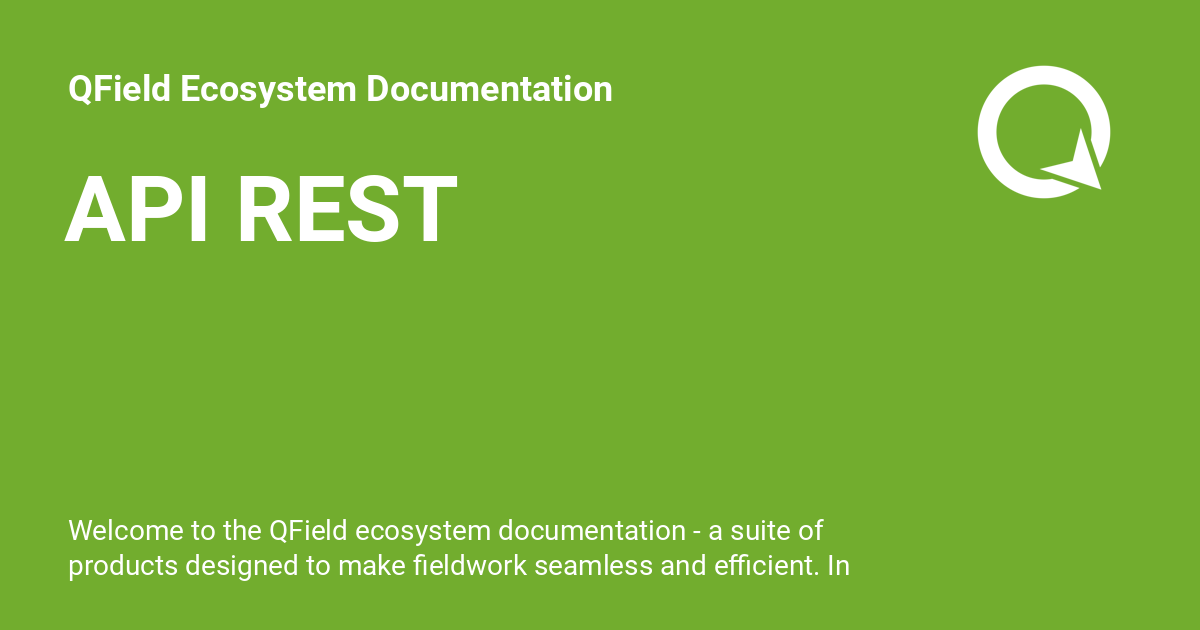 QField Ecosystem Documentation
API REST
Welcome to the QField ecosystem documentation - a suite of
products designed to make fieldwork seamless and efficient. In